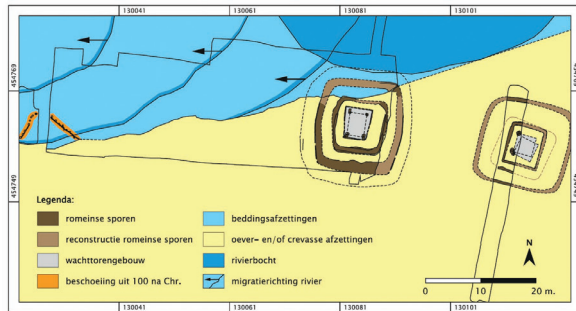 130041 130061 130081 130101
454769
454749
Legenda:
romeinse sporen
reconstructie romeinse sporen
wachttorengebouw
beschoeiing uit 100 na Chr.
beddingsafzettingen
oever- en/of crevasse afzettingen
rivierbocht
migratierichting rivier
N
0 10 20 m.
130041 130061 130081 130101